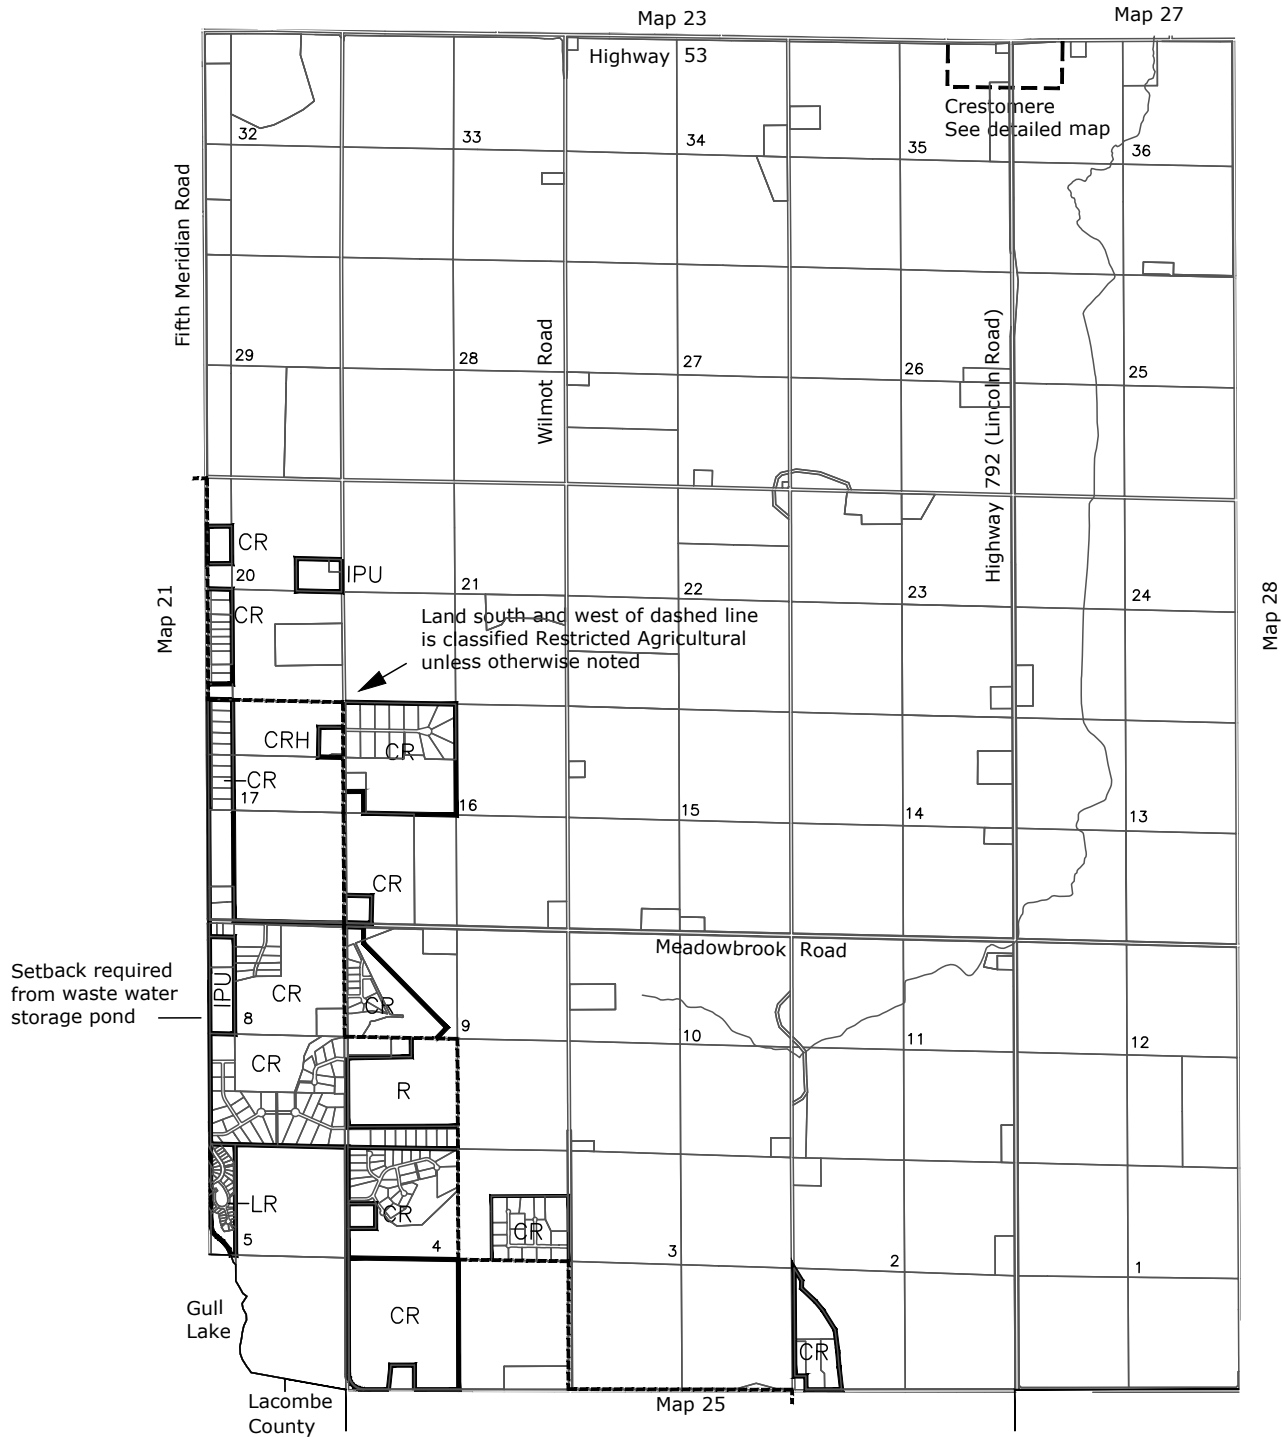 Map 23
Map 27
Highway 53
Crestomere
See detailed map
32
33
34
35
36
Fifth Meridian Road
Wilmot Road
Highway 792 (Lincoln Road)
29
28
27
26
25
CR
20
IPU
21
22
23
24
Map 21
Map 28
CR
Land south and west of dashed line
is classified Restricted Agricultural
unless otherwise noted
CRH
CR
CR
17
16
15
14
13
CR
Meadowbrook Road
Setback required
from waste water
storage pond
IPU
CR
CR
8
9
10
11
12
CR
R
LR
CR
CR
5
4
3
2
1
Gull
Lake
CR
CR
Lacombe
County
Map 25